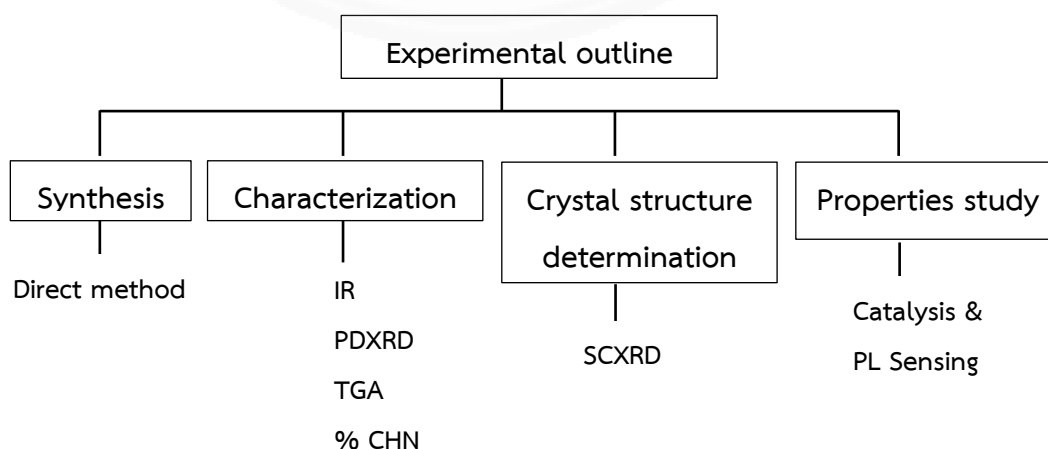 Experimental outline
Synthesis
Direct method
Characterization
IR
PDXRD
TGA
% CHN
Crystal structure
determination
SCXRD
Properties study
Catalysis &
PL Sensing